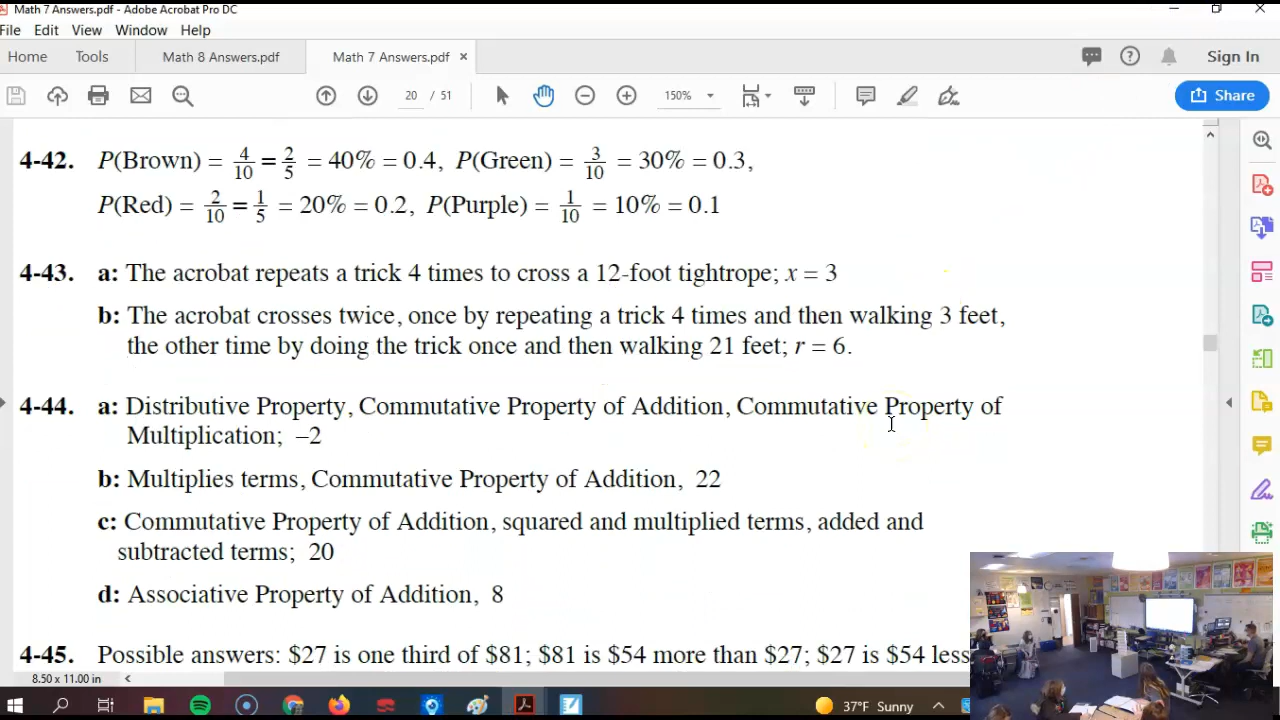 Math 7 Answers.pdf - Adobe Acrobat Pro DC
File Edit View Window Help
Home Tools Math 8 Answers.pdf Math 7 Answers.pdf × Sign In
20 / 51 150% Share
4-42. P(Brown) = 4/10 = 2/5 = 40% = 0.4, P(Green) = 3/10 = 30% = 0.3,
P(Red) = 2/10 = 1/5 = 20% = 0.2, P(Purple) = 1/10 = 10% = 0.1
4-43. a: The acrobat repeats a trick 4 times to cross a 12-foot tightrope; x = 3
b: The acrobat crosses twice, once by repeating a trick 4 times and then walking 3 feet,
the other time by doing the trick once and then walking 21 feet; r = 6.
4-44. a: Distributive Property, Commutative Property of Addition, Commutative Property of
Multiplication; –2
b: Multiplies terms, Commutative Property of Addition, 22
c: Commutative Property of Addition, squared and multiplied terms, added and
subtracted terms; 20
d: Associative Property of Addition, 8
4-45. Possible answers: $27 is one third of $81; $81 is $54 more than $27; $27 is $54 less
8.50 x 11.00 in
37°F Sunny